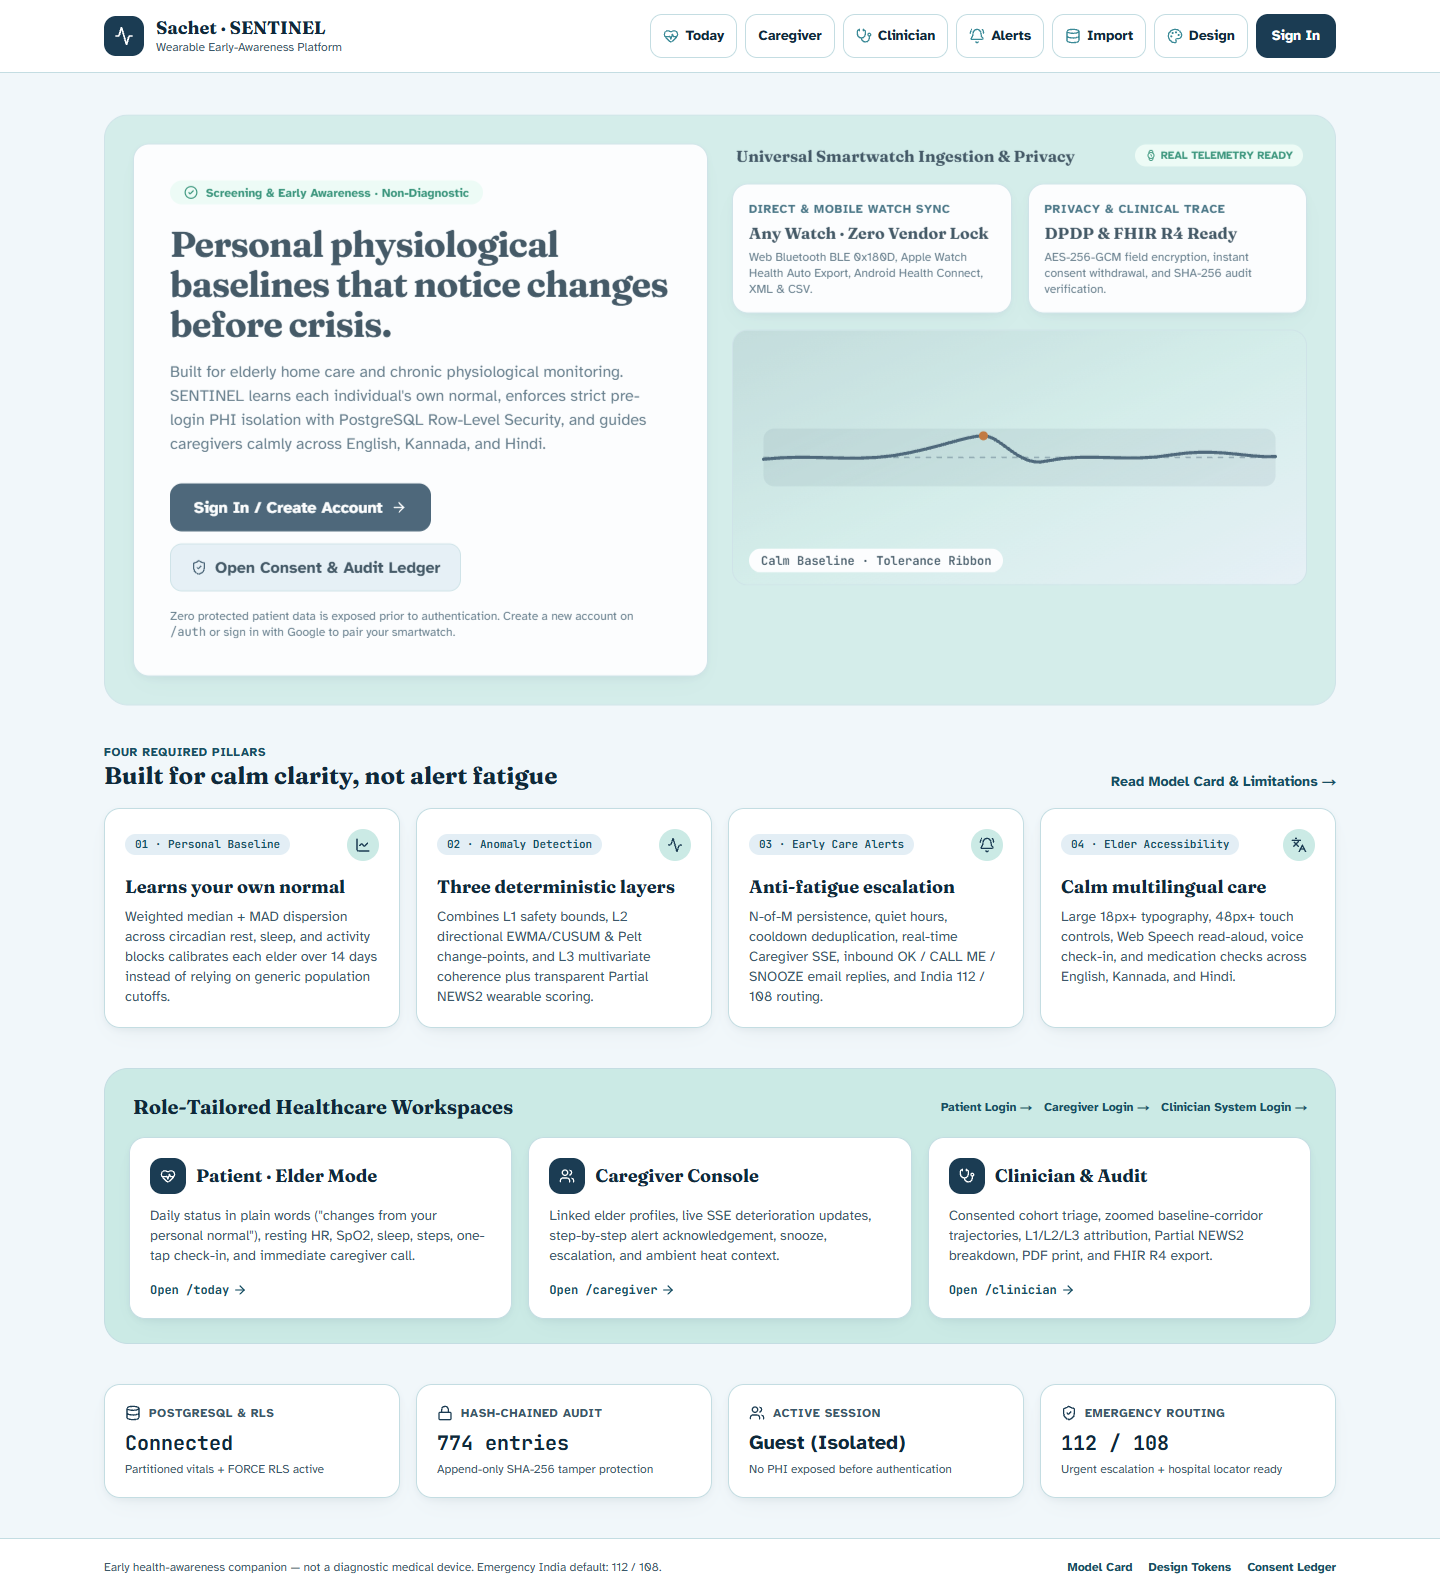 Sachet · SENTINEL
Wearable Early-Awareness Platform
Today
Caregiver
Clinician
Alerts
Import
Design
Sign In
Screening & Early Awareness · Non-Diagnostic
Personal physiological
baselines that notice changes
before crisis.
Built for elderly home care and chronic physiological monitoring.
SENTINEL learns each individual's own normal, enforces strict pre-
login PHI isolation with PostgreSQL Row-Level Security, and guides
caregivers calmly across English, Kannada, and Hindi.
Sign In / Create Account →
Open Consent & Audit Ledger
Zero protected patient data is exposed prior to authentication. Create a new account on
/auth or sign in with Google to pair your smartwatch.
Universal Smartwatch Ingestion & Privacy
REAL TELEMETRY READY
DIRECT & MOBILE WATCH SYNC
Any Watch · Zero Vendor Lock
Web Bluetooth BLE 0x180D, Apple Watch
Health Auto Export, Android Health Connect,
XML & CSV.
PRIVACY & CLINICAL TRACE
DPDP & FHIR R4 Ready
AES-256-GCM field encryption, instant
consent withdrawal, and SHA-256 audit
verification.
Calm Baseline · Tolerance Ribbon
FOUR REQUIRED PILLARS
Built for calm clarity, not alert fatigue
Read Model Card & Limitations →
01 · Personal Baseline
Learns your own normal
Weighted median + MAD dispersion
across circadian rest, sleep, and activity
blocks calibrates each elder over 14 days
instead of relying on generic population
cutoffs.
02 · Anomaly Detection
Three deterministic layers
Combines L1 safety bounds, L2
directional EWMA/CUSUM & Pelt
change-points, and L3 multivariate
coherence plus transparent Partial
NEWS2 wearable scoring.
03 · Early Care Alerts
Anti-fatigue escalation
N-of-M persistence, quiet hours,
cooldown deduplication, real-time
Caregiver SSE, inbound OK / CALL ME /
SNOOZE email replies, and India 112 /
108 routing.
04 · Elder Accessibility
Calm multilingual care
Large 18px+ typography, 48px+ touch
controls, Web Speech read-aloud, voice
check-in, and medication checks across
English, Kannada, and Hindi.
Role-Tailored Healthcare Workspaces
Patient Login →
Caregiver Login →
Clinician System Login →
Patient · Elder Mode
Daily status in plain words ("changes from your
personal normal"), resting HR, SpO2, sleep, steps, one-
tap check-in, and immediate caregiver call.
Open /today →
Caregiver Console
Linked elder profiles, live SSE deterioration updates,
step-by-step alert acknowledgement, snooze,
escalation, and ambient heat context.
Open /caregiver →
Clinician & Audit
Consented cohort triage, zoomed baseline-corridor
trajectories, L1/L2/L3 attribution, Partial NEWS2
breakdown, PDF print, and FHIR R4 export.
Open /clinician →
POSTGRESQL & RLS
Connected
Partitioned vitals + FORCE RLS active
HASH-CHAINED AUDIT
774 entries
Append-only SHA-256 tamper protection
ACTIVE SESSION
Guest (Isolated)
No PHI exposed before authentication
EMERGENCY ROUTING
112 / 108
Urgent escalation + hospital locator ready
Early health-awareness companion — not a diagnostic medical device. Emergency India default: 112 / 108.
Model Card
Design Tokens
Consent Ledger